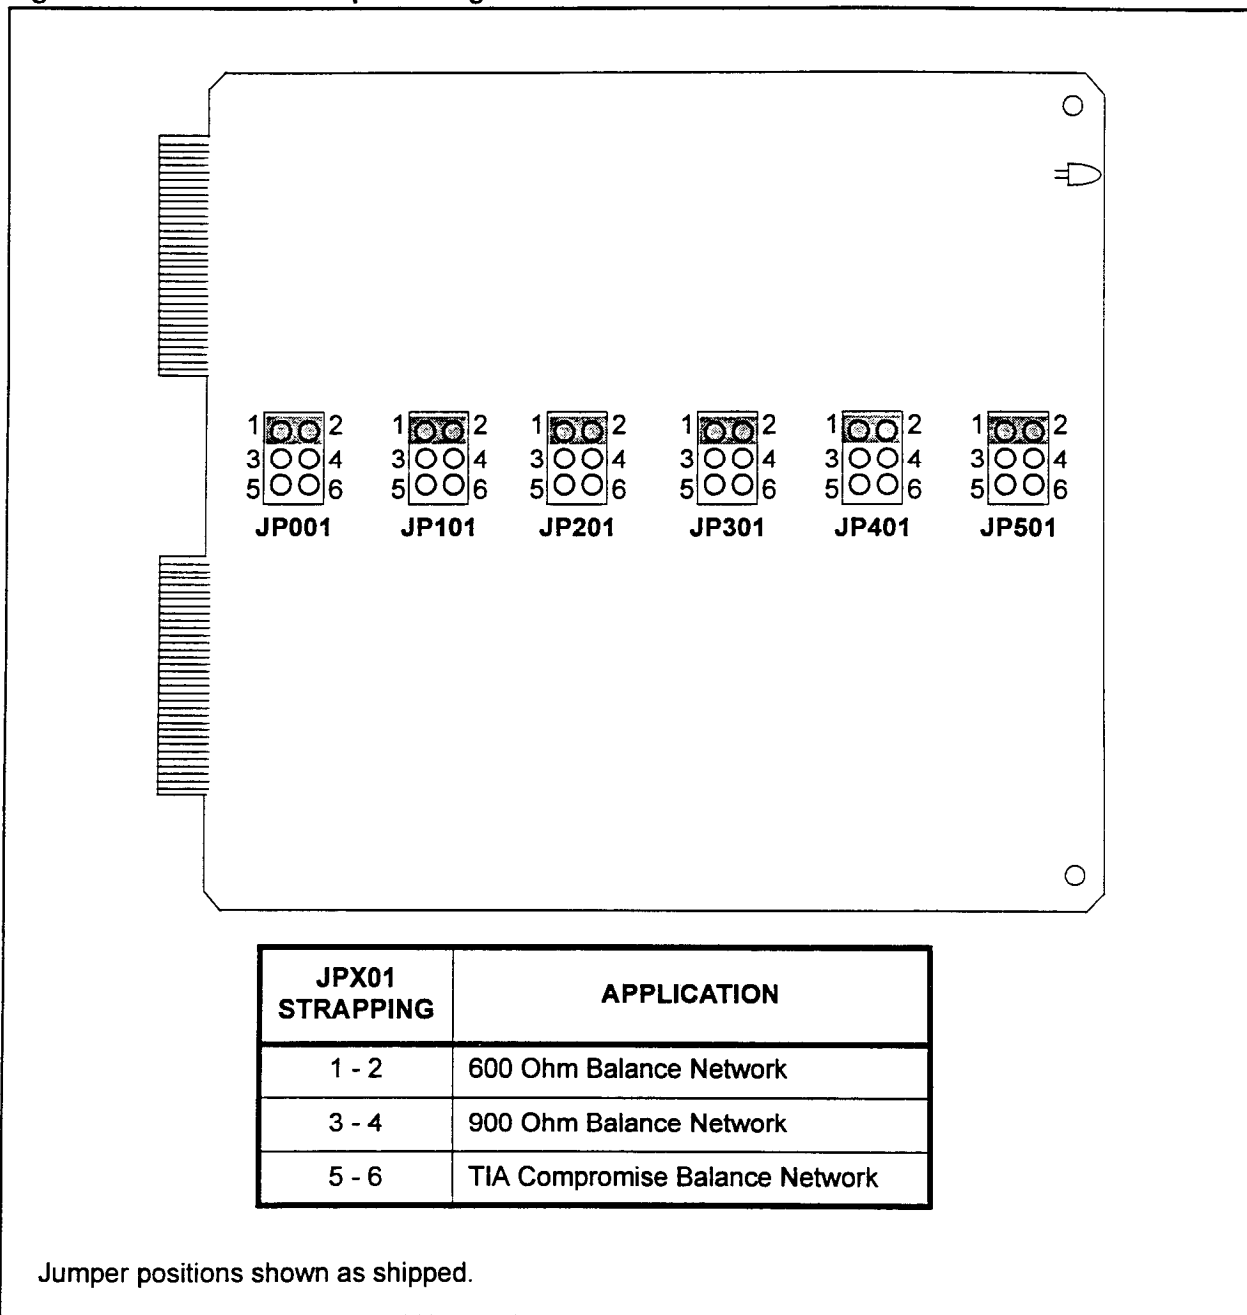 1 2 1 2 1 2 1 2 1 2 1 2
3 4 3 4 3 4 3 4 3 4 3 4
5 6 5 6 5 6 5 6 5 6 5 6
JP001 JP101 JP201 JP301 JP401 JP501
JPX01 STRAPPING APPLICATION
1 - 2 600 Ohm Balance Network
3 - 4 900 Ohm Balance Network
5 - 6 TIA Compromise Balance Network
Jumper positions shown as shipped.